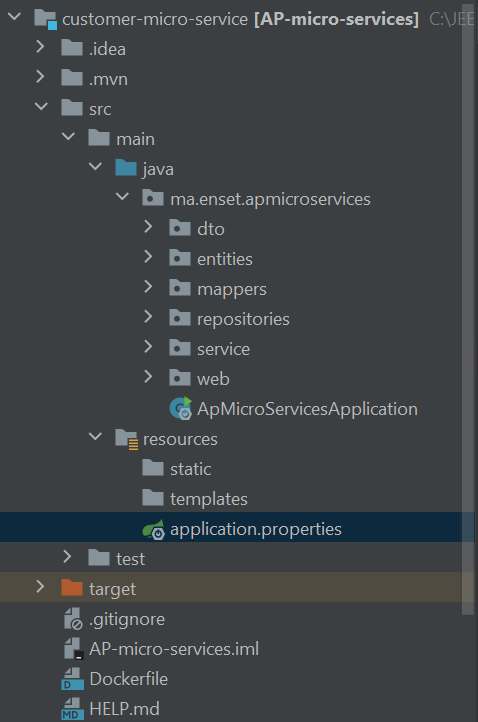 customer-micro-service [AP-micro-services] C:\JEE
.idea
.mvn
src
main
java
ma.enset.apmicroservices
dto
entities
mappers
repositories
service
web
ApMicroServicesApplication
resources
static
templates
application.properties
test
target
.gitignore
AP-micro-services.iml
Dockerfile
HELP.md